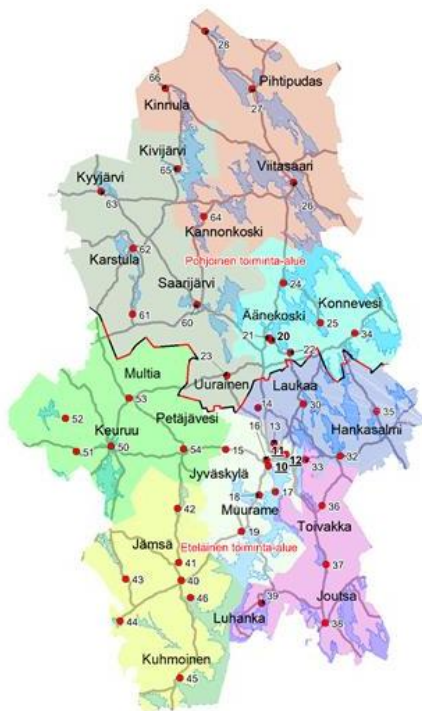 28
66
Pihtipudas
27
Kinnula
Kivijärvi
65
Viitasaari
Kyyjärvi
63
26
64
Kannonkoski
62
Karstula
Pohjoinen toiminta-alue
Saarijärvi
24
Konnevesi
61
60
Äänekoski
25
34
21
20
22
23
Uurainen
Multia
Laukaa
53
14
30
35
52
Petäjävesi
16
13
Hankasalmi
Keuruu
51
50
54
15
11
12
33
32
Jyväskylä
10
18
17
42
Muurame
36
19
Toivakka
Jämsä
Eteläinen toiminta-alue
41
37
43
40
46
39
Joutsa
44
Luhanka
38
Kuhmoinen
45